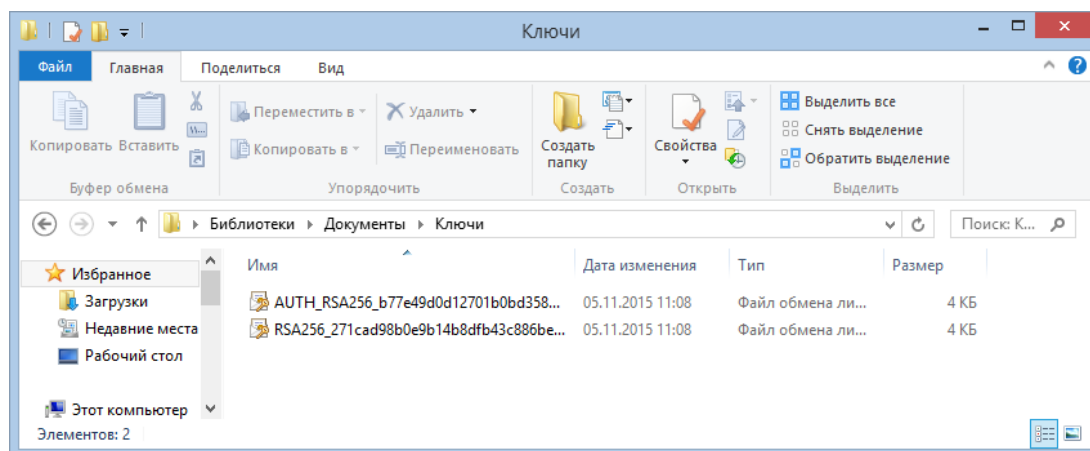 Ключи
Файл Главная Поделиться Вид
Копировать Вставить
Переместить в Удалить
Копировать в Переименовать
Создать папку
Свойства
Выделить все
Снять выделение
Обратить выделение
Буфер обмена Упорядочить Создать Открыть Выделить
Библиотеки Документы Ключи Поиск: К...
Избранное
Загрузки
Недавние места
Рабочий стол
Этот компьютер
Имя Дата изменения Тип Размер
AUTH_RSA256_b77e49d0d12701b0bd358... 05.11.2015 11:08 Файл обмена ли... 4 КБ
RSA256_271cad98b0e9b14b8dfb43c886be... 05.11.2015 11:08 Файл обмена ли... 4 КБ
Элементов: 2